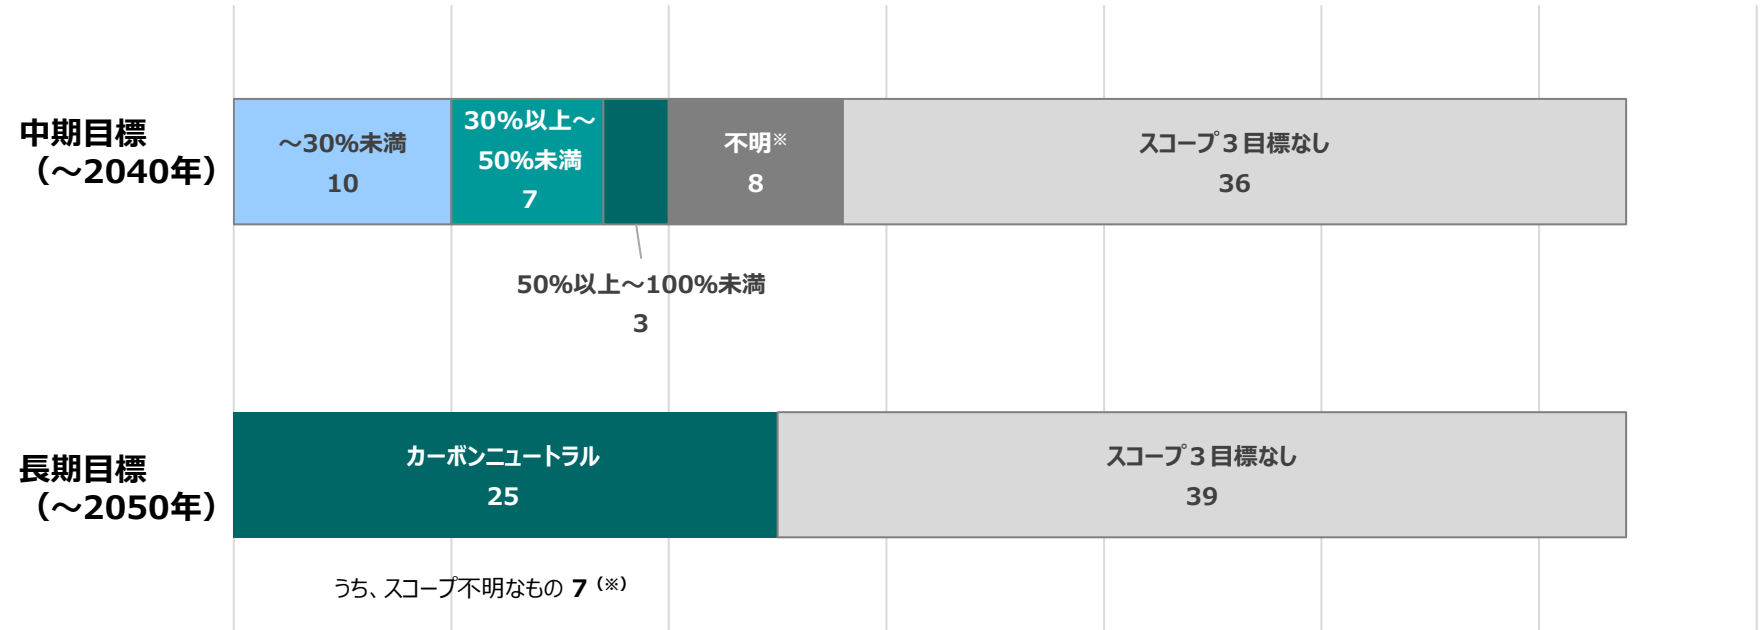 中期目標
（～2040年）
～30%未満
10
30%以上～
50%未満
7
不明※
8
スコープ３目標なし
36
50%以上～100%未満
3
長期目標
（～2050年）
カーボンニュートラル
25
スコープ３目標なし
39
うち、スコープ不明なもの 7（※）